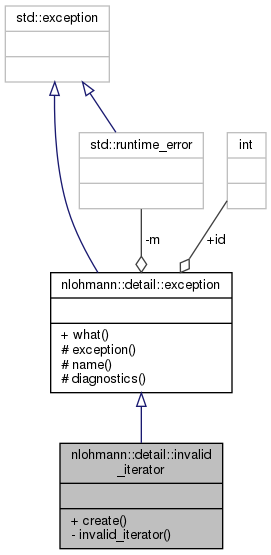 std::exception
std::runtime_error
int
-m
+id
nlohmann::detail::exception
+ what()
# exception()
# name()
# diagnostics()
nlohmann::detail::invalid
_iterator
+ create()
- invalid_iterator()